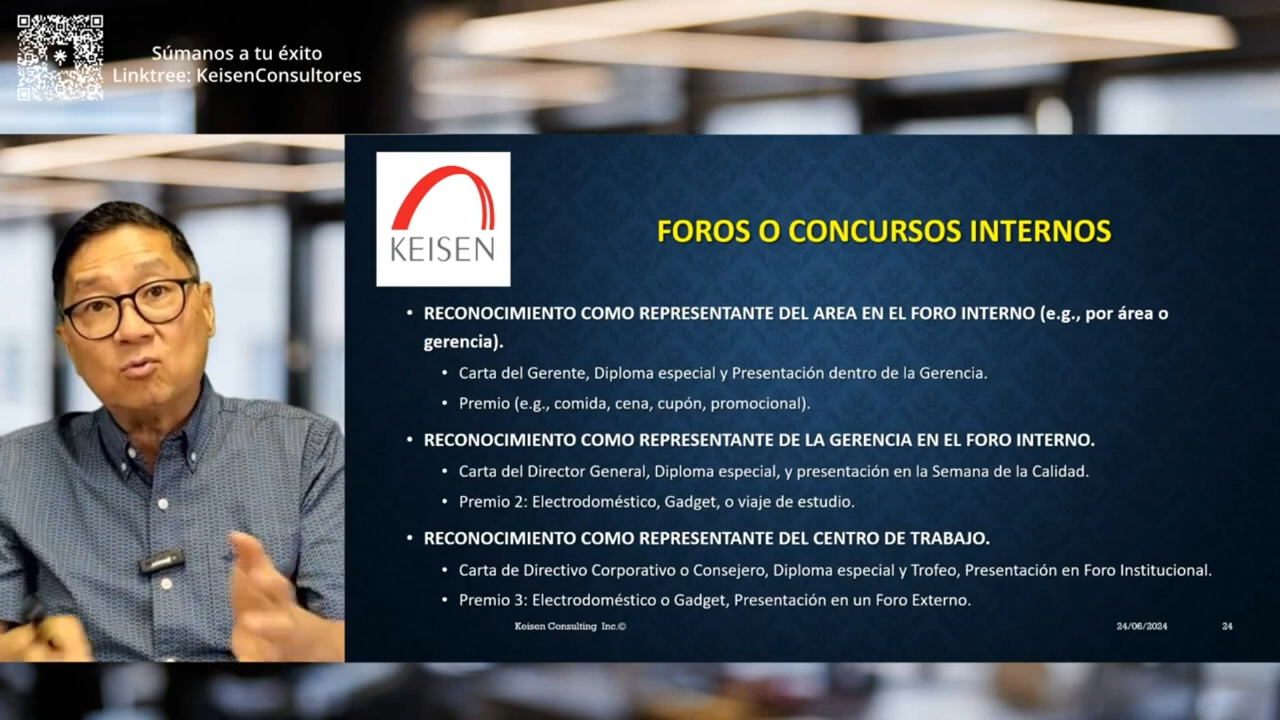 Súmanos a tu éxito
Linktree: KeisenConsultores
KEISEN
FOROS O CONCURSOS INTERNOS
• RECONOCIMIENTO COMO REPRESENTANTE DEL AREA EN EL FORO INTERNO (e.g., por área o
gerencia).
• Carta del Gerente, Diploma especial y Presentación dentro de la Gerencia.
• Premio (e.g., comida, cena, cupón, promocional).
• RECONOCIMIENTO COMO REPRESENTANTE DE LA GERENCIA EN EL FORO INTERNO.
• Carta del Director General, Diploma especial, y presentación en la Semana de la Calidad.
• Premio 2: Electrodoméstico, Gadget, o viaje de estudio.
• RECONOCIMIENTO COMO REPRESENTANTE DEL CENTRO DE TRABAJO.
• Carta de Directivo Corporativo o Consejero, Diploma especial y Trofeo, Presentación en Foro Institucional.
• Premio 3: Electrodoméstico o Gadget, Presentación en un Foro Externo.
Keisen Consulting Inc.©
24/06/2024
24